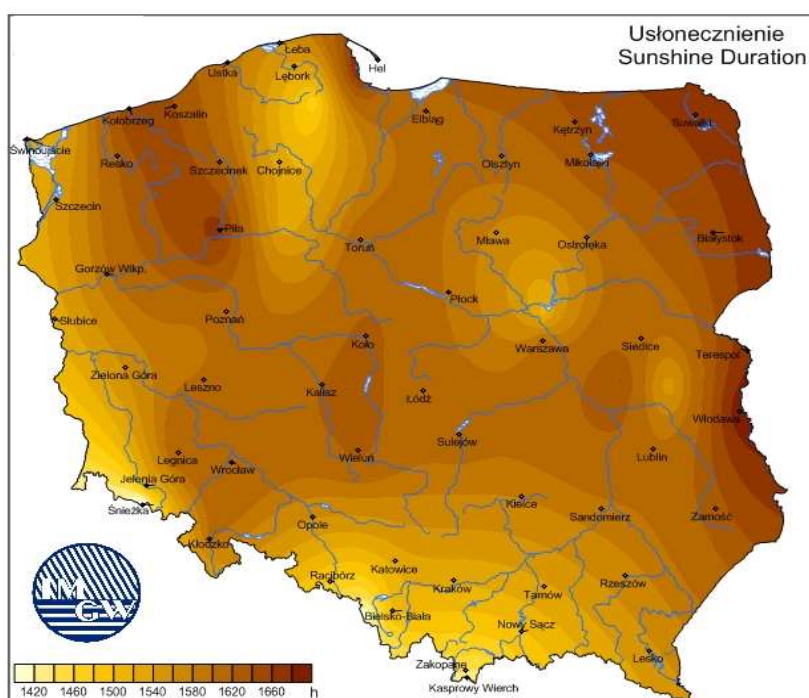 Usłonecznienie
Sunshine Duration
Łeba
Ustka
Lębork
Hel
Kołobrzeg
Koszalin
Elbląg
Kętrzyn
Suwałki
Świnoujście
Resko
Szczecinek
Chojnice
Olsztyn
Mikołajki
Szczecin
Piła
Toruń
Mława
Ostrołęka
Białystok
Gorzów Wlkp.
Płock
Słubice
Poznań
Koło
Warszawa
Siedlce
Terespol
Zielona Góra
Leszno
Kalisz
Łódź
Włodawa
Legnica
Wrocław
Wieluń
Sulejów
Lublin
Jelenia Góra
Śnieżka
Opole
Kielce
Sandomierz
Zamość
Kłodzko
Racibórz
Katowice
Kraków
Tarnów
Rzeszów
Bielsko-Biała
Nowy Sącz
Lesko
Zakopane
Kasprowy Wierch
IM
GW
1420 1460 1500 1540 1580 1620 1660 h